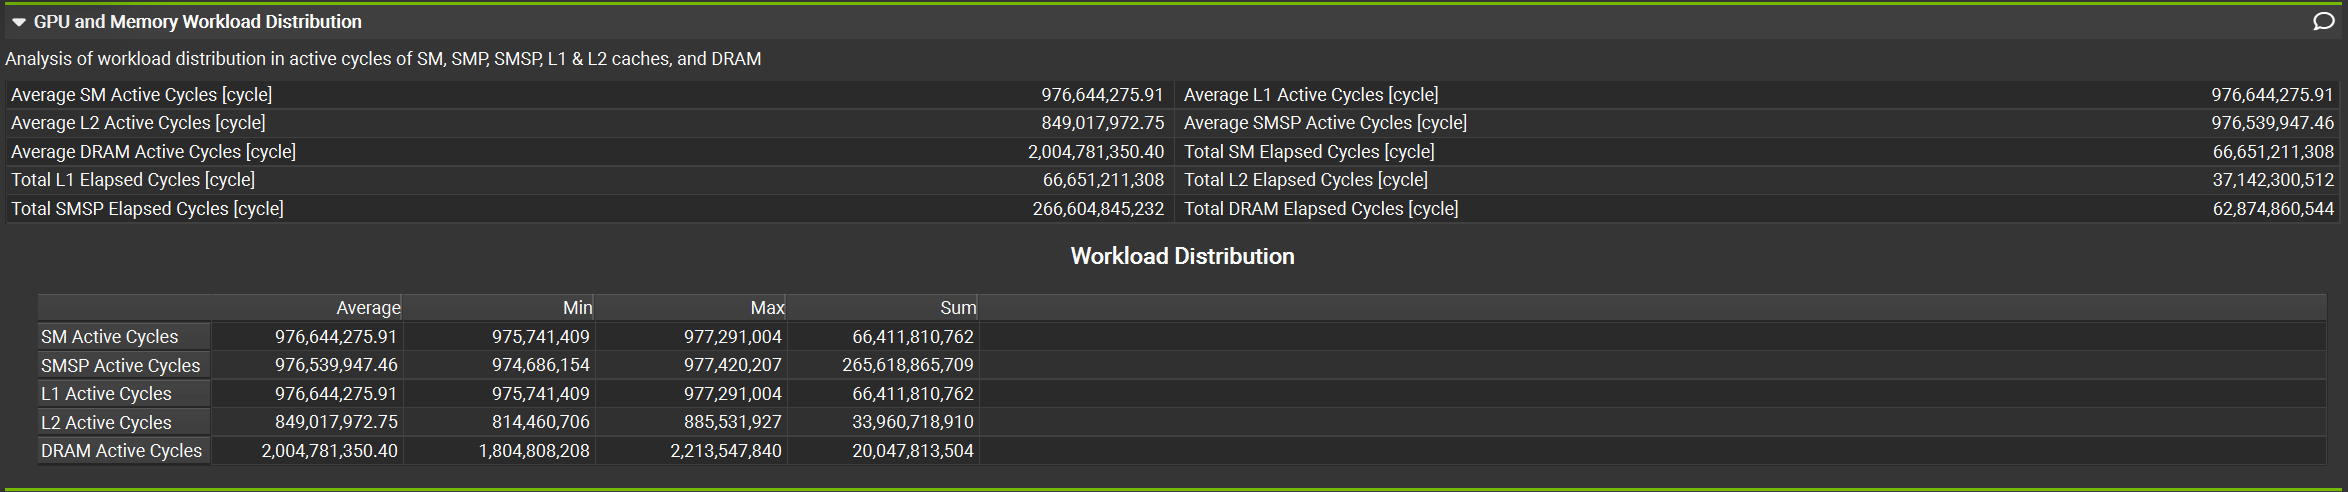 GPU and Memory Workload Distribution
Analysis of workload distribution in active cycles of SM, SMP, SMSP, L1 & L2 caches, and DRAM
Average SM Active Cycles [cycle] 976,644,275.91 Average L1 Active Cycles [cycle] 976,644,275.91
Average L2 Active Cycles [cycle] 849,017,972.75 Average SMSP Active Cycles [cycle] 976,539,947.46
Average DRAM Active Cycles [cycle] 2,004,781,350.40 Total SM Elapsed Cycles [cycle] 66,651,211,308
Total L1 Elapsed Cycles [cycle] 66,651,211,308 Total L2 Elapsed Cycles [cycle] 37,142,300,512
Total SMSP Elapsed Cycles [cycle] 266,604,845,232 Total DRAM Elapsed Cycles [cycle] 62,874,860,544
Workload Distribution
Average Min Max Sum
SM Active Cycles 976,644,275.91 975,741,409 977,291,004 66,411,810,762
SMSP Active Cycles 976,539,947.46 974,686,154 977,420,207 265,618,865,709
L1 Active Cycles 976,644,275.91 975,741,409 977,291,004 66,411,810,762
L2 Active Cycles 849,017,972.75 814,460,706 885,531,927 33,960,718,910
DRAM Active Cycles 2,004,781,350.40 1,804,808,208 2,213,547,840 20,047,813,504